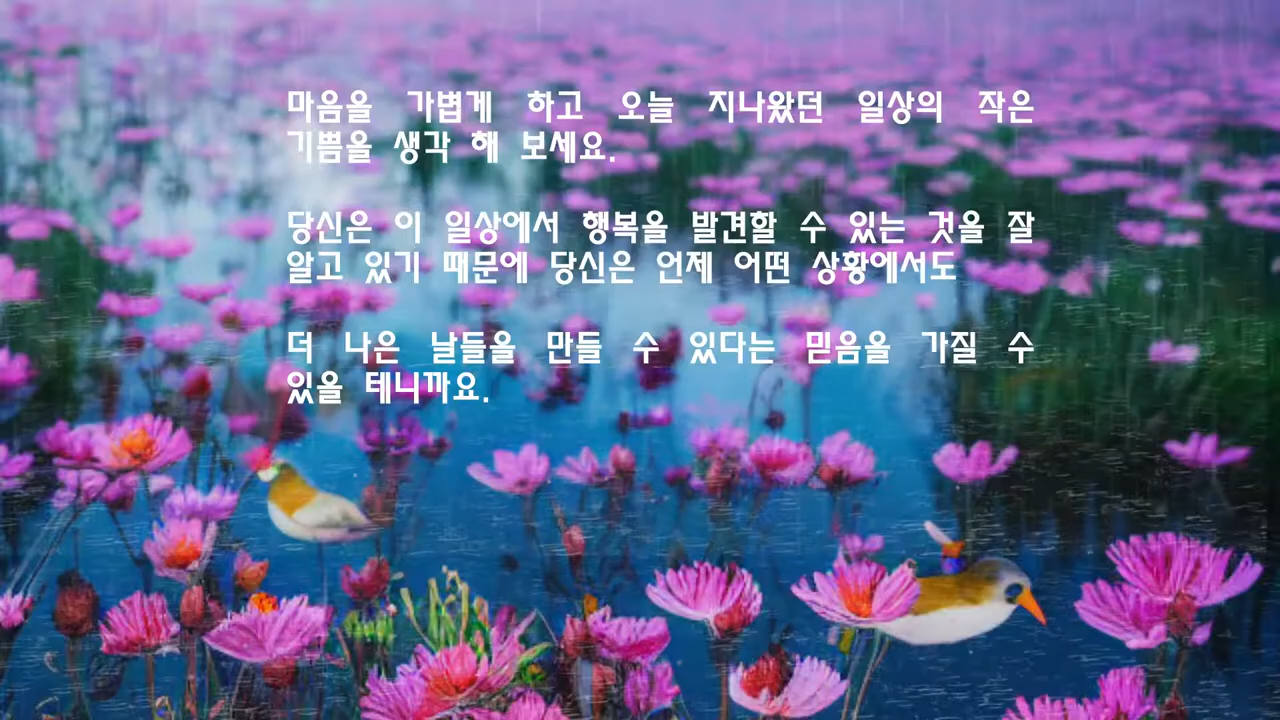 마음을 가볍게 하고 오늘 지나왔던 일상의 작은
기쁨을 생각 해 보세요.
당신은 이 일상에서 행복을 발견할 수 있는 것을 잘
알고 있기 때문에 당신은 언제 어떤 상황에서도
더 나은 날들을 만들 수 있다는 믿음을 가질 수
있을 테니까요.